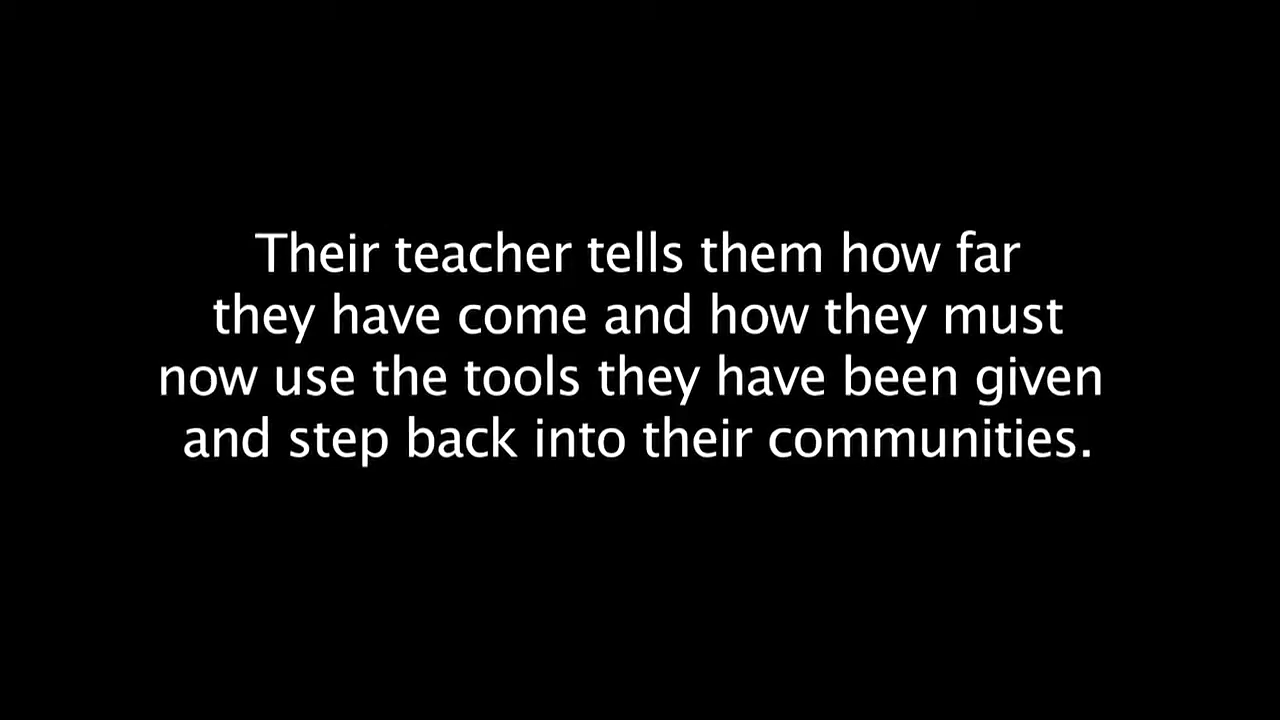 Their teacher tells them how far
they have come and how they must
now use the tools they have been given
and step back into their communities.